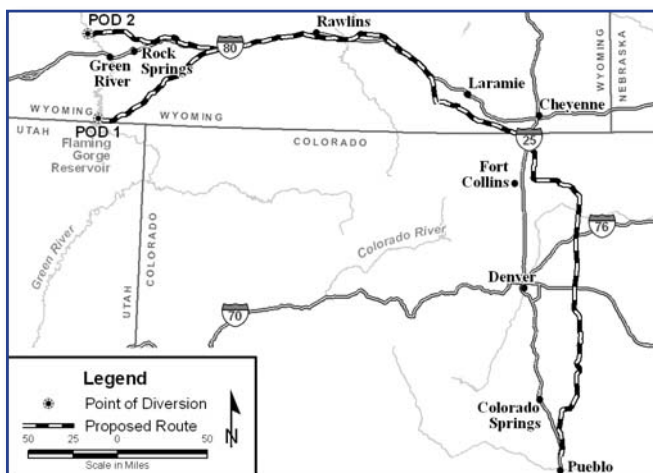 POD 2
Rawlins
80
Green
River
Rock
Springs
Laramie
WYOMING
NEBRASKA
Cheyenne
WYOMING
WYOMING
UTAH
POD 1
COLORADO
25
Flaming
Gorge
Reservoir
Fort
Collins
Green River
COLORADO
UTAH
Colorado River
76
Denver
70
Legend
Point of Diversion
Proposed Route
50 25 0 50
Scale in Miles
N
Colorado
Springs
Pueblo